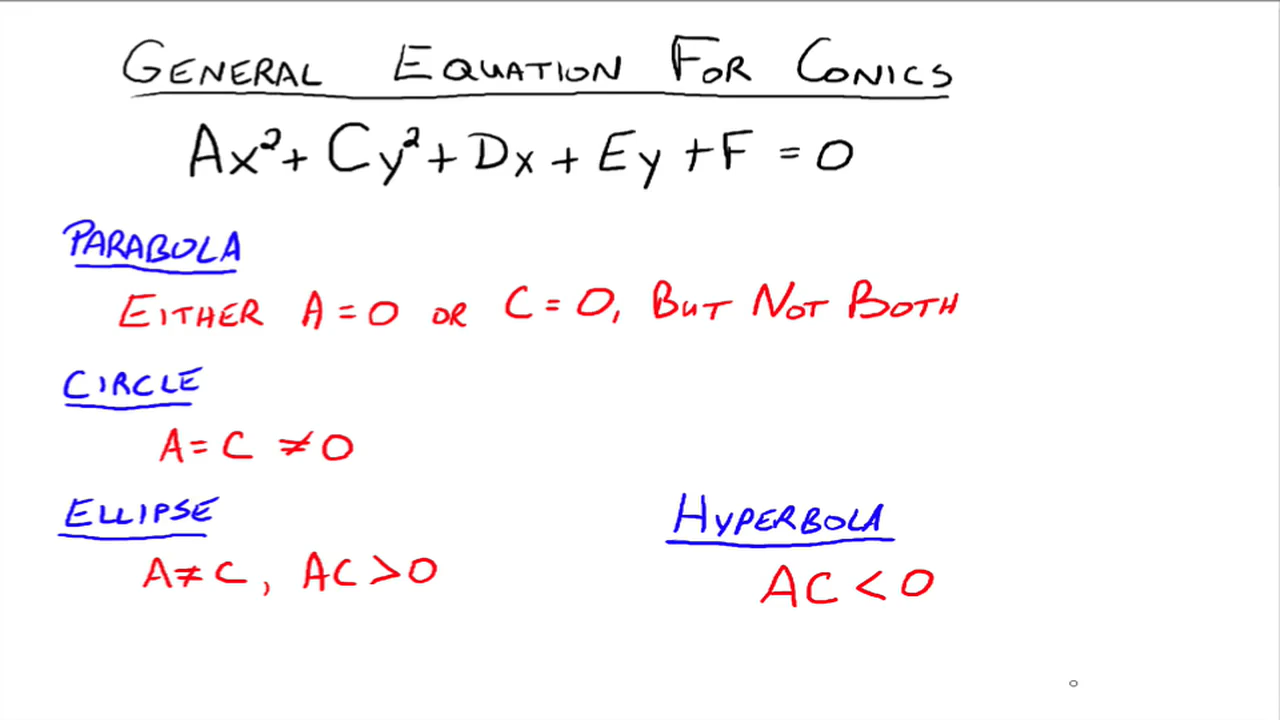 GENERAL EQUATION FOR CONICS
Ax² + Cy² + Dx + Ey + F = 0
PARABOLA
EITHER A = 0 OR C = 0, BUT NOT BOTH
CIRCLE
A = C ≠ 0
ELLIPSE
A ≠ C, AC > 0
HYPERBOLA
AC < 0